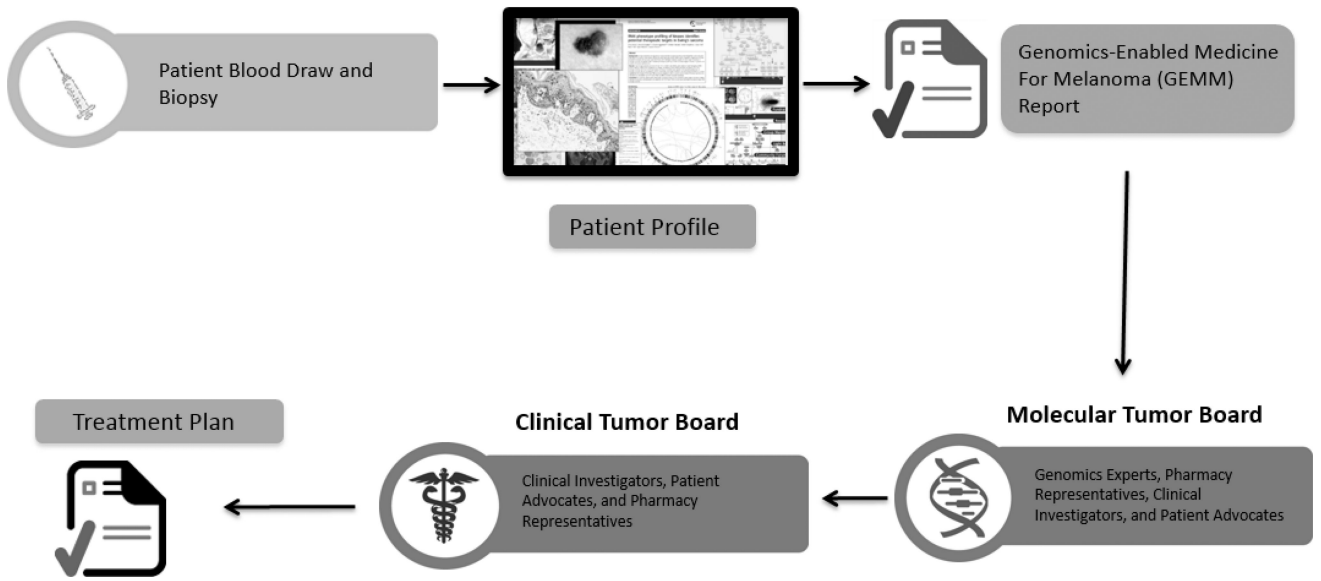 Patient Blood Draw and
Biopsy
Patient Profile
Genomics-Enabled Medicine
For Melanoma (GEMM)
Report
Molecular Tumor Board
Genomics Experts, Pharmacy
Representatives, Clinical
Investigators, and Patient Advocates
Clinical Tumor Board
Clinical Investigators, Patient
Advocates, and Pharmacy
Representatives
Treatment Plan